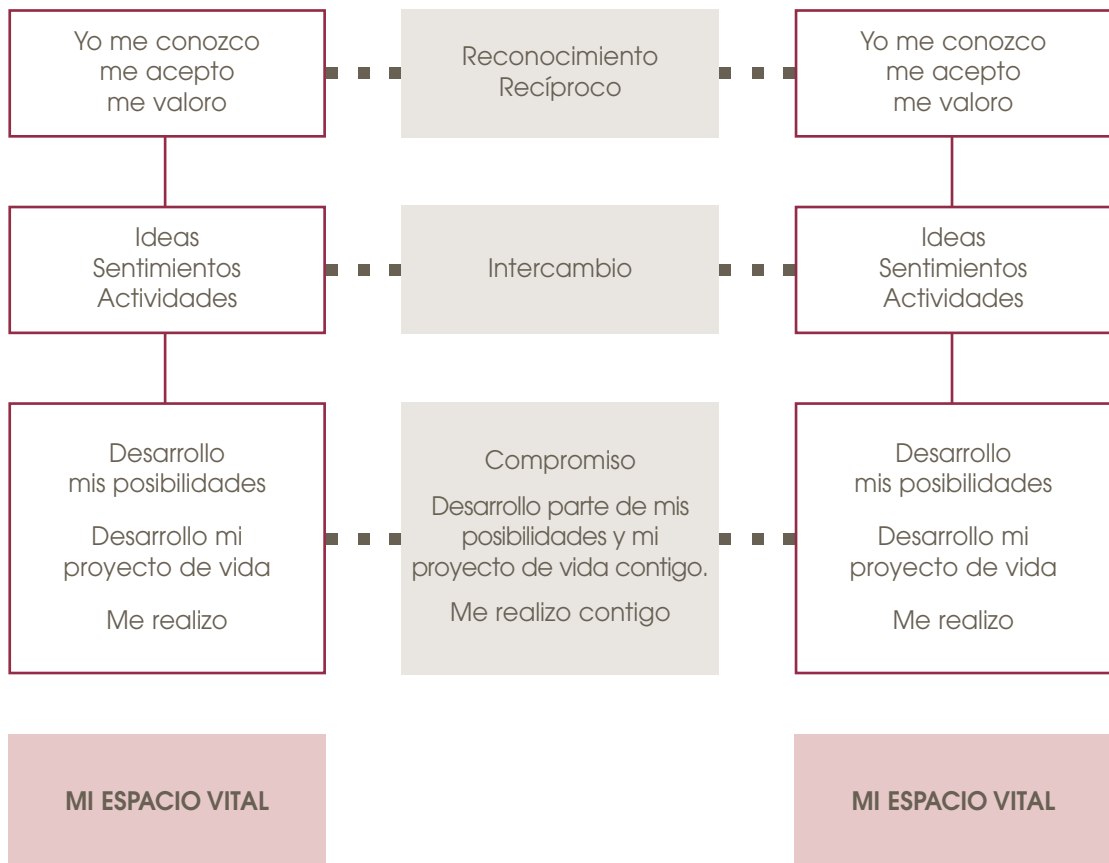 Yo me conozco
me acepto
me valoro
Reconocimiento
Recíproco
Yo me conozco
me acepto
me valoro
Ideas
Sentimientos
Actividades
Intercambio
Ideas
Sentimientos
Actividades
Desarrollo
mis posibilidades
Desarrollo mi
proyecto de vida
Me realizo
Compromiso
Desarrollo parte de mis
posibilidades y mi
proyecto de vida contigo.
Me realizo contigo
Desarrollo
mis posibilidades
Desarrollo mi
proyecto de vida
Me realizo
MI ESPACIO VITAL
MI ESPACIO VITAL